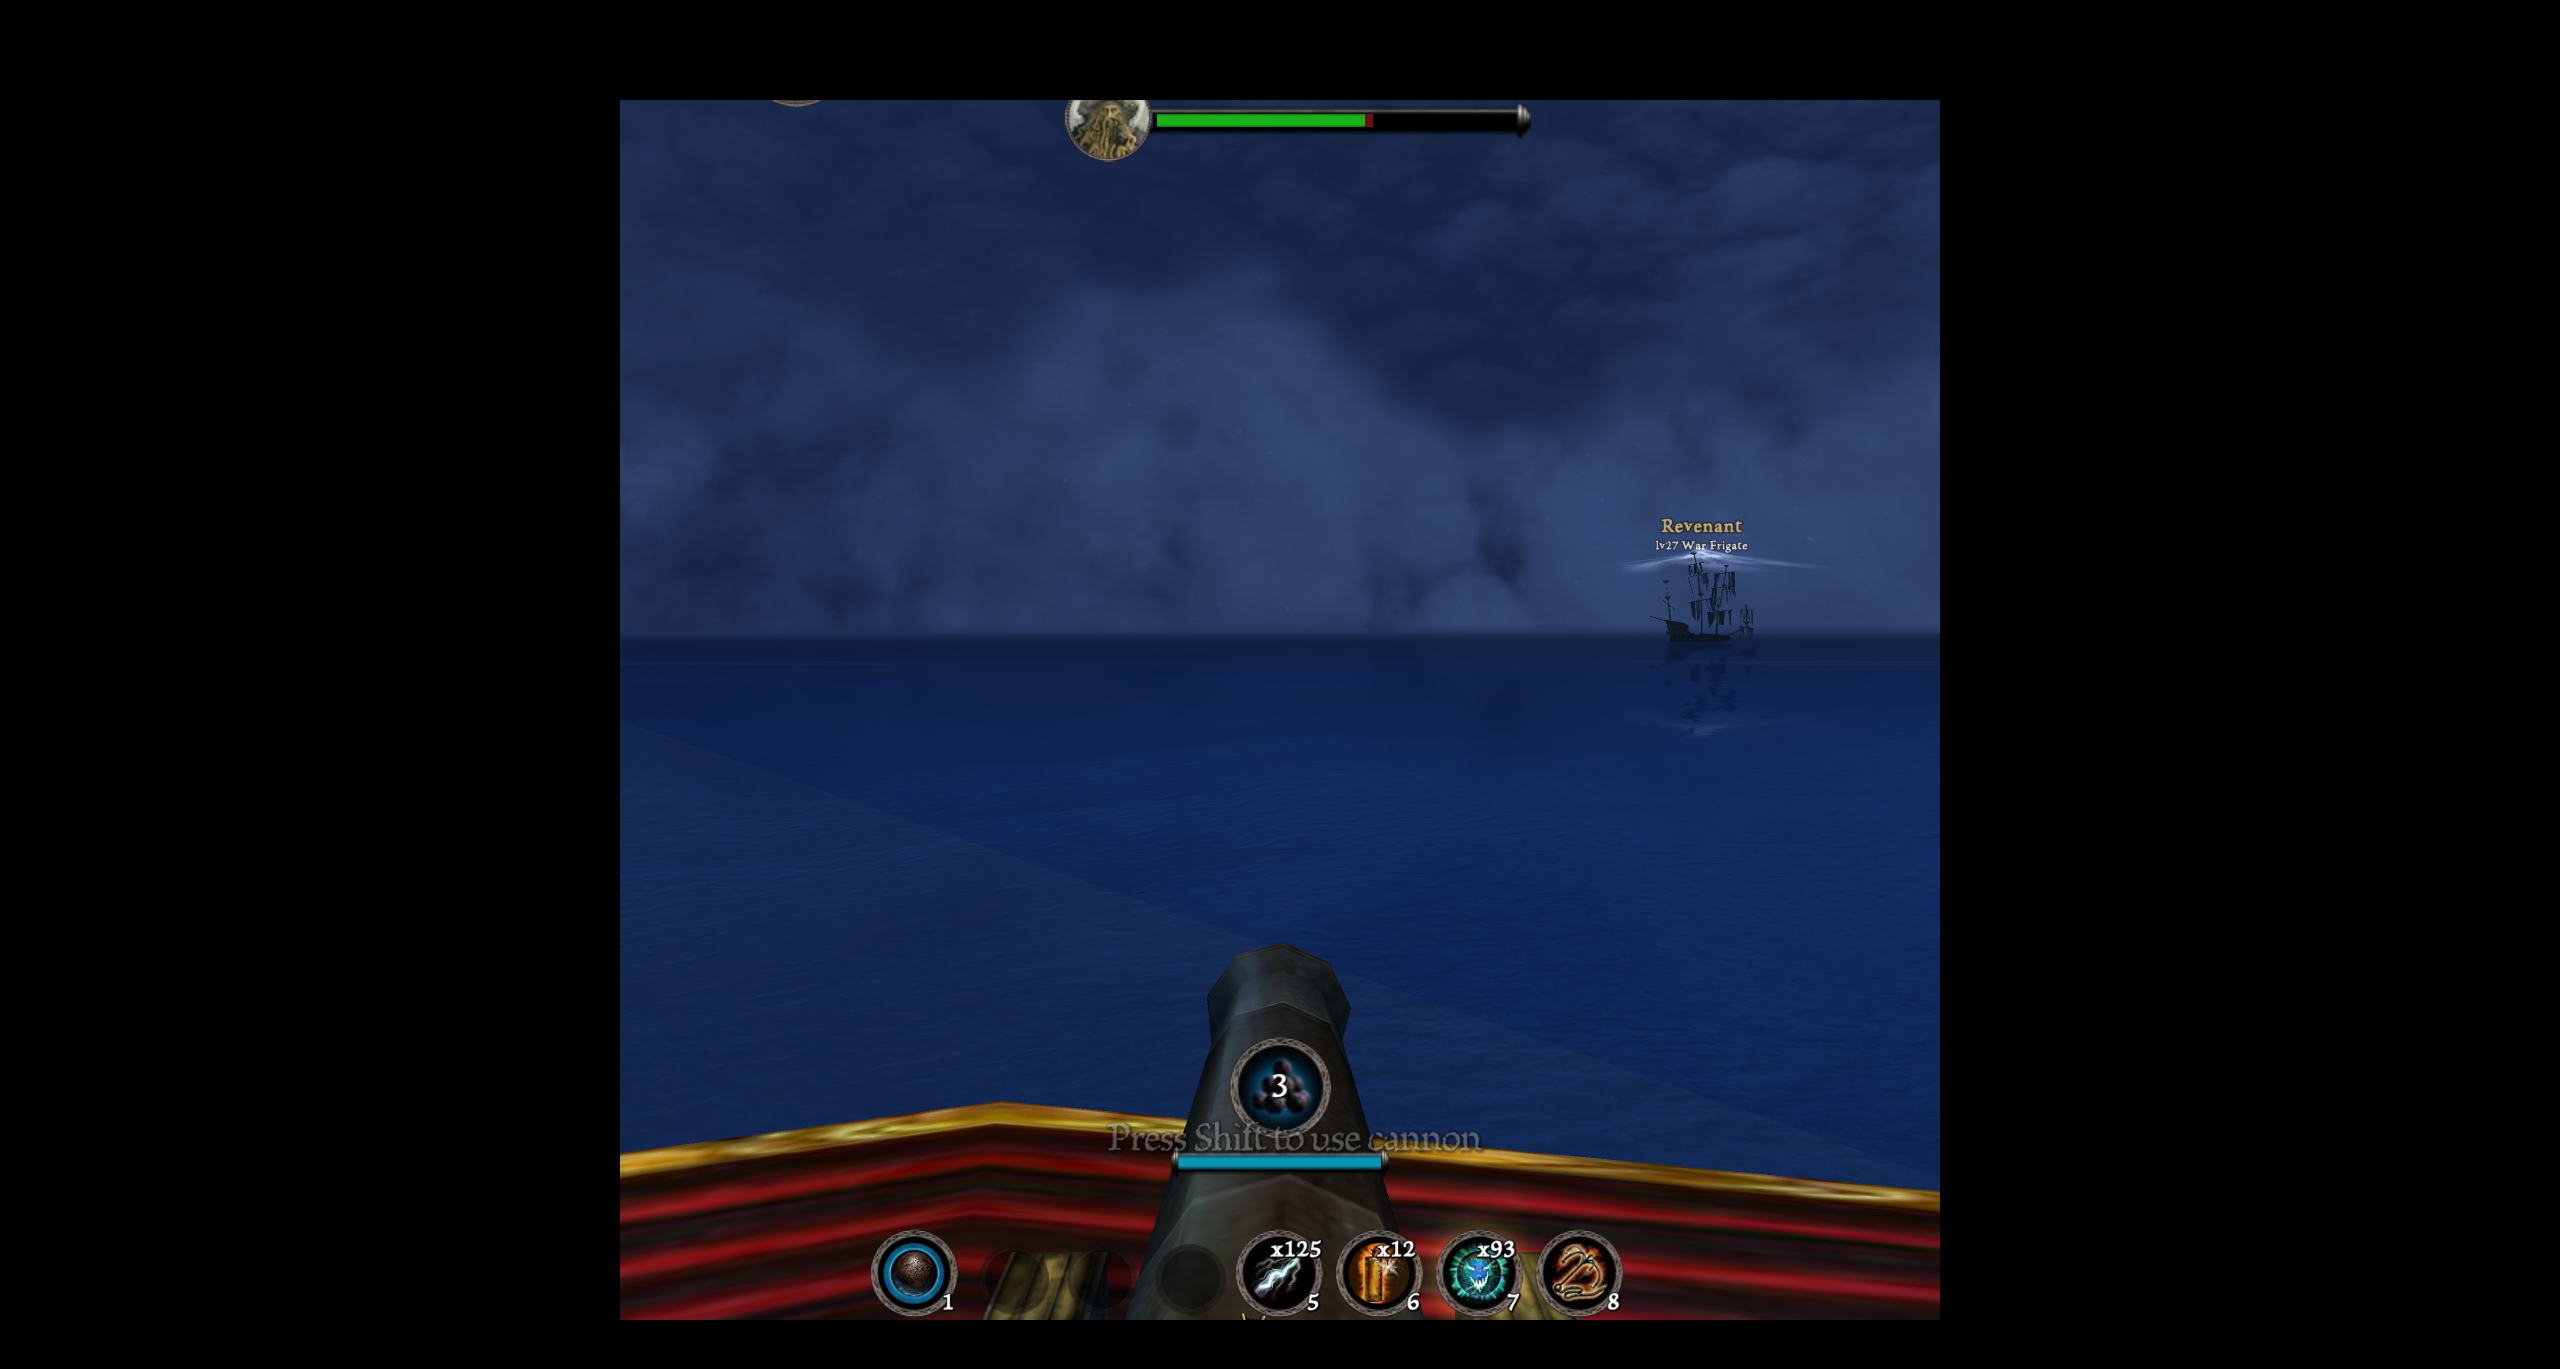 Revenant
lv27 War Frigate
3
Press Shift to use cannon
1
x125
5
x12
6
x93
7
8